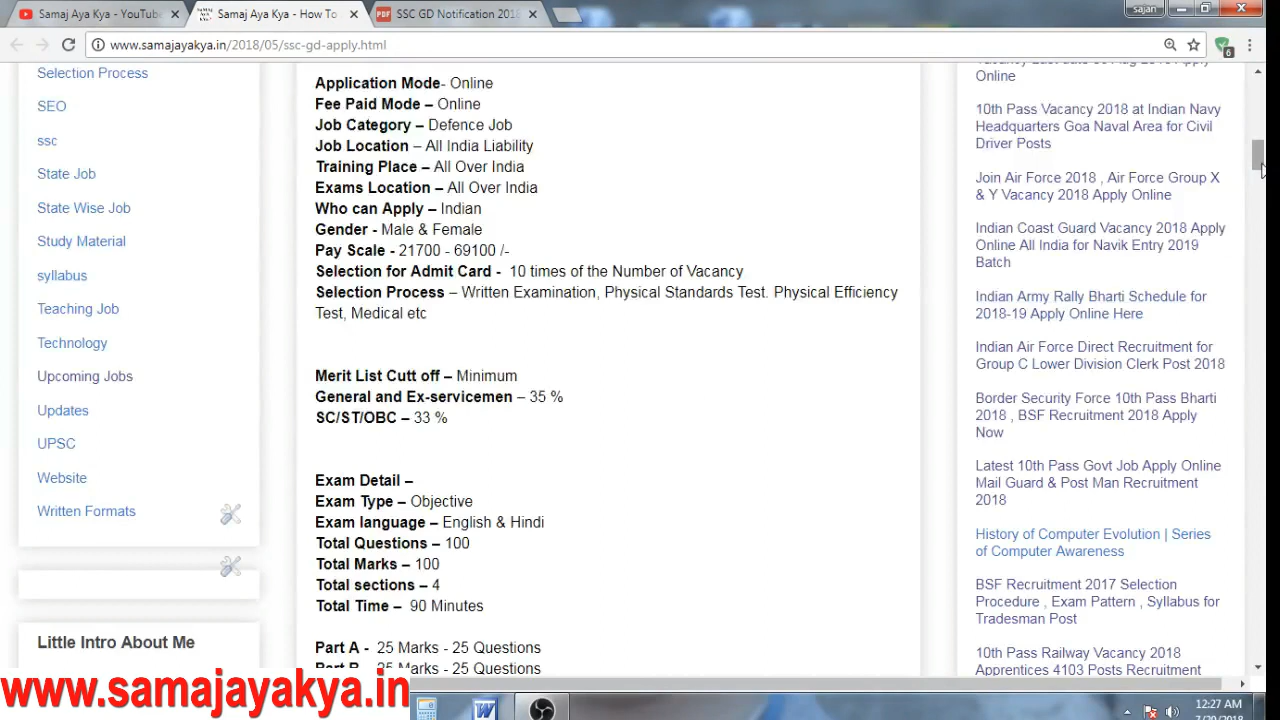 Samaj Aya Kya - YouTube
Samaj Aya Kya - How To
PDF
SSC GD Notification 2018
sajan
www.samajayakya.in/2018/05/ssc-gd-apply.html
6
Selection Process
SEO
ssc
State Job
State Wise Job
Study Material
syllabus
Teaching Job
Technology
Upcoming Jobs
Updates
UPSC
Website
Written Formats
Little Intro About Me
Application Mode- Online
Fee Paid Mode – Online
Job Category – Defence Job
Job Location – All India Liability
Training Place - All Over India
Exams Location – All Over India
Who can Apply – Indian
Gender - Male & Female
Pay Scale - 21700 - 69100 /-
Selection for Admit Card - 10 times of the Number of Vacancy
Selection Process – Written Examination, Physical Standards Test. Physical Efficiency
Test, Medical etc
Merit List Cutt off – Minimum
General and Ex-servicemen – 35 %
SC/ST/OBC – 33 %
Exam Detail –
Exam Type – Objective
Exam language – English & Hindi
Total Questions – 100
Total Marks – 100
Total sections – 4
Total Time – 90 Minutes
Part A - 25 Marks - 25 Questions
Part B - 25 Marks - 25 Questions
Online
10th Pass Vacancy 2018 at Indian Navy
Headquarters Goa Naval Area for Civil
Driver Posts
Join Air Force 2018 , Air Force Group X
& Y Vacancy 2018 Apply Online
Indian Coast Guard Vacancy 2018 Apply
Online All India for Navik Entry 2019
Batch
Indian Army Rally Bharti Schedule for
2018-19 Apply Online Here
Indian Air Force Direct Recruitment for
Group C Lower Division Clerk Post 2018
Border Security Force 10th Pass Bharti
2018 , BSF Recruitment 2018 Apply
Now
Latest 10th Pass Govt Job Apply Online
Mail Guard & Post Man Recruitment
2018
History of Computer Evolution | Series
of Computer Awareness
BSF Recruitment 2017 Selection
Procedure , Exam Pattern , Syllabus for
Tradesman Post
10th Pass Railway Vacancy 2018
Apprentices 4103 Posts Recruitment
www.samajayakya.in
12:27 AM
7/20/2018